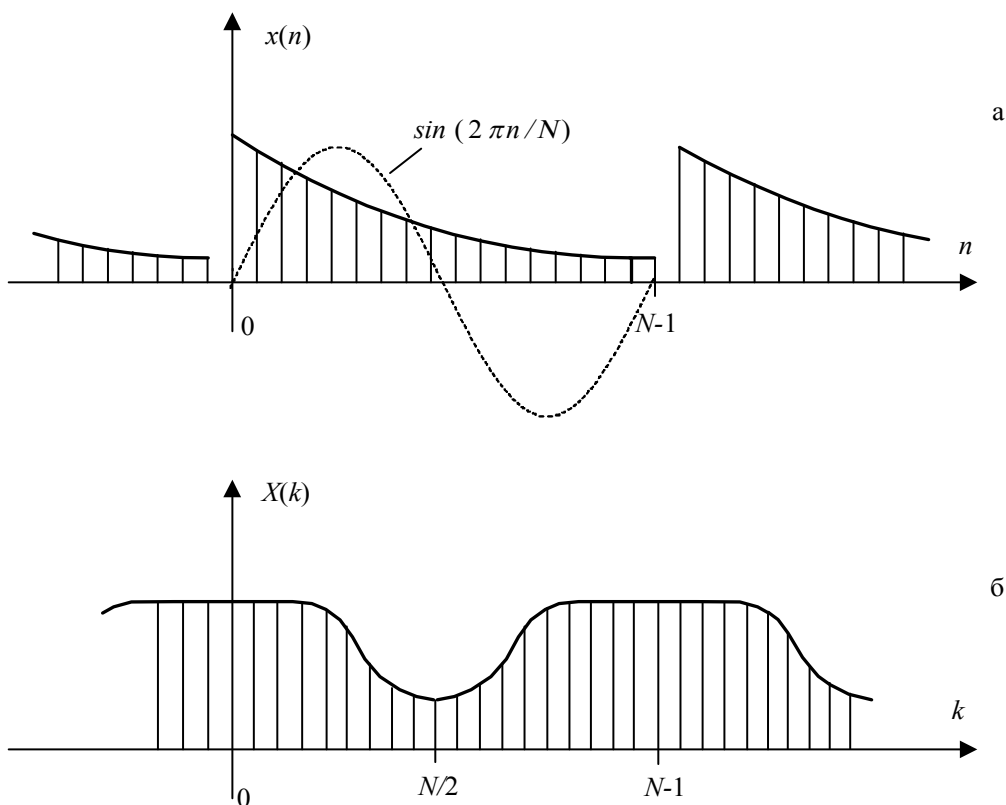 x(n)
а
sin (2 πn/N)
n
0
N-1
X(k)
б
k
0
N/2
N-1